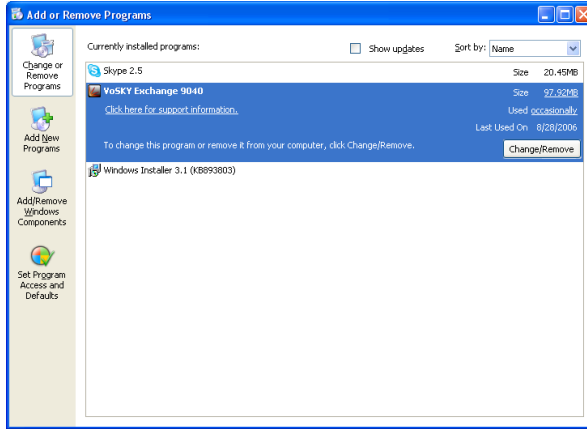 Add or Remove Programs
Change or
Remove
Programs
Add New
Programs
Add/Remove
Windows
Components
Set Program
Access and
Defaults
Currently installed programs:
Show updates
Sort by: Name
Skype 2.5
Size 20.45MB
VoSKY Exchange 9040
Size 97.92MB
Click here for support information.
Used occasionally
Last Used On 8/28/2006
To change this program or remove it from your computer, click Change/Remove.
Change/Remove
Windows Installer 3.1 (KB893803)